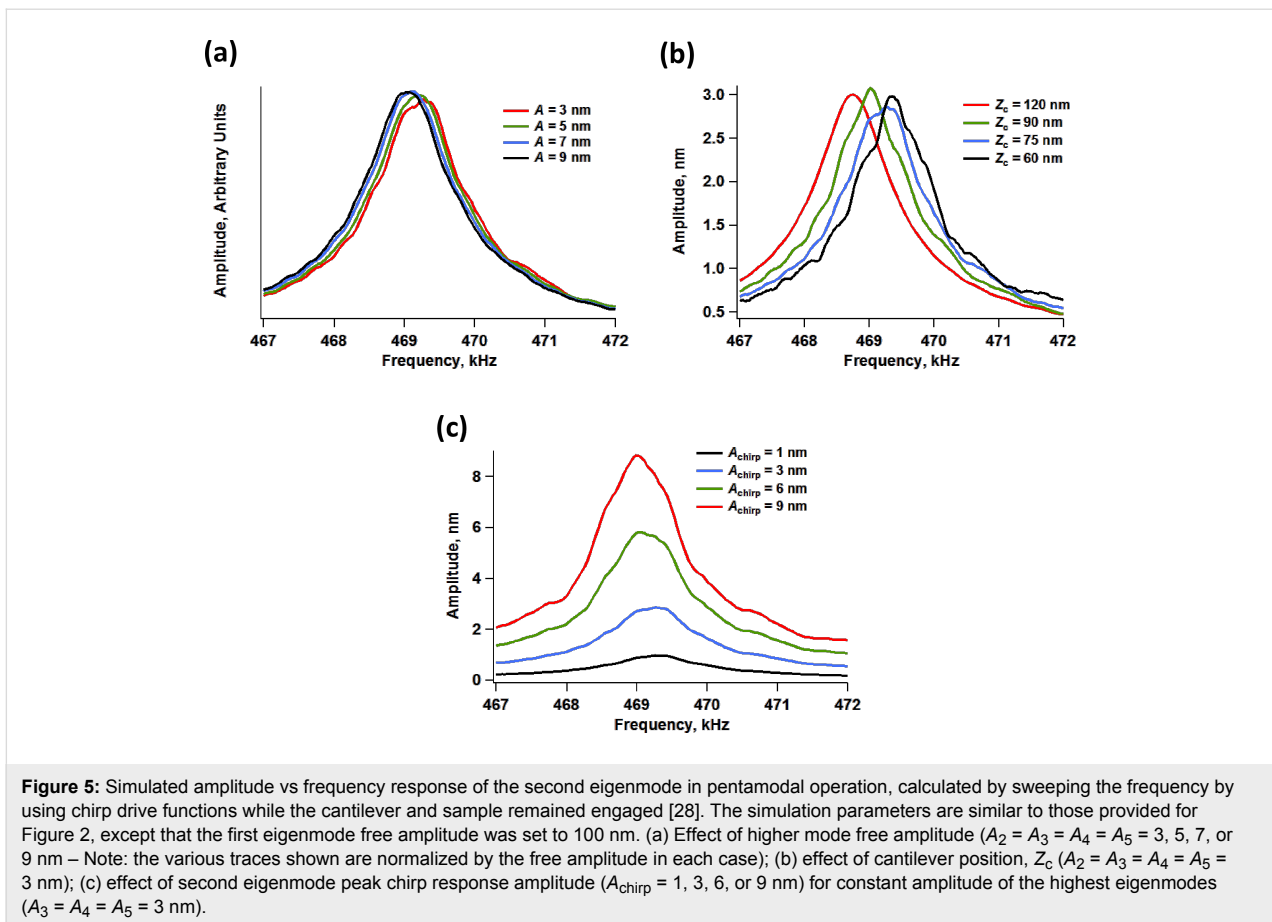 (a)
Amplitude, Arbitrary Units
A = 3 nm
A = 5 nm
A = 7 nm
A = 9 nm
467 468 469 470 471 472
Frequency, kHz
(b)
Amplitude, nm
3.0
2.5
2.0
1.5
1.0
0.5
Zc = 120 nm
Zc = 90 nm
Zc = 75 nm
Zc = 60 nm
467 468 469 470 471 472
Frequency, kHz
(c)
Amplitude, nm
8
6
4
2
0
Achirp = 1 nm
Achirp = 3 nm
Achirp = 6 nm
Achirp = 9 nm
467 468 469 470 471 472
Frequency, kHz
Figure 5: Simulated amplitude vs frequency response of the second eigenmode in pentamodal operation, calculated by sweeping the frequency by
using chirp drive functions while the cantilever and sample remained engaged [28]. The simulation parameters are similar to those provided for
Figure 2, except that the first eigenmode free amplitude was set to 100 nm. (a) Effect of higher mode free amplitude (A2 = A3 = A4 = A5 = 3, 5, 7, or
9 nm – Note: the various traces shown are normalized by the free amplitude in each case); (b) effect of cantilever position, Zc (A2 = A3 = A4 = A5 =
3 nm); (c) effect of second eigenmode peak chirp response amplitude (Achirp = 1, 3, 6, or 9 nm) for constant amplitude of the highest eigenmodes
(A3 = A4 = A5 = 3 nm).